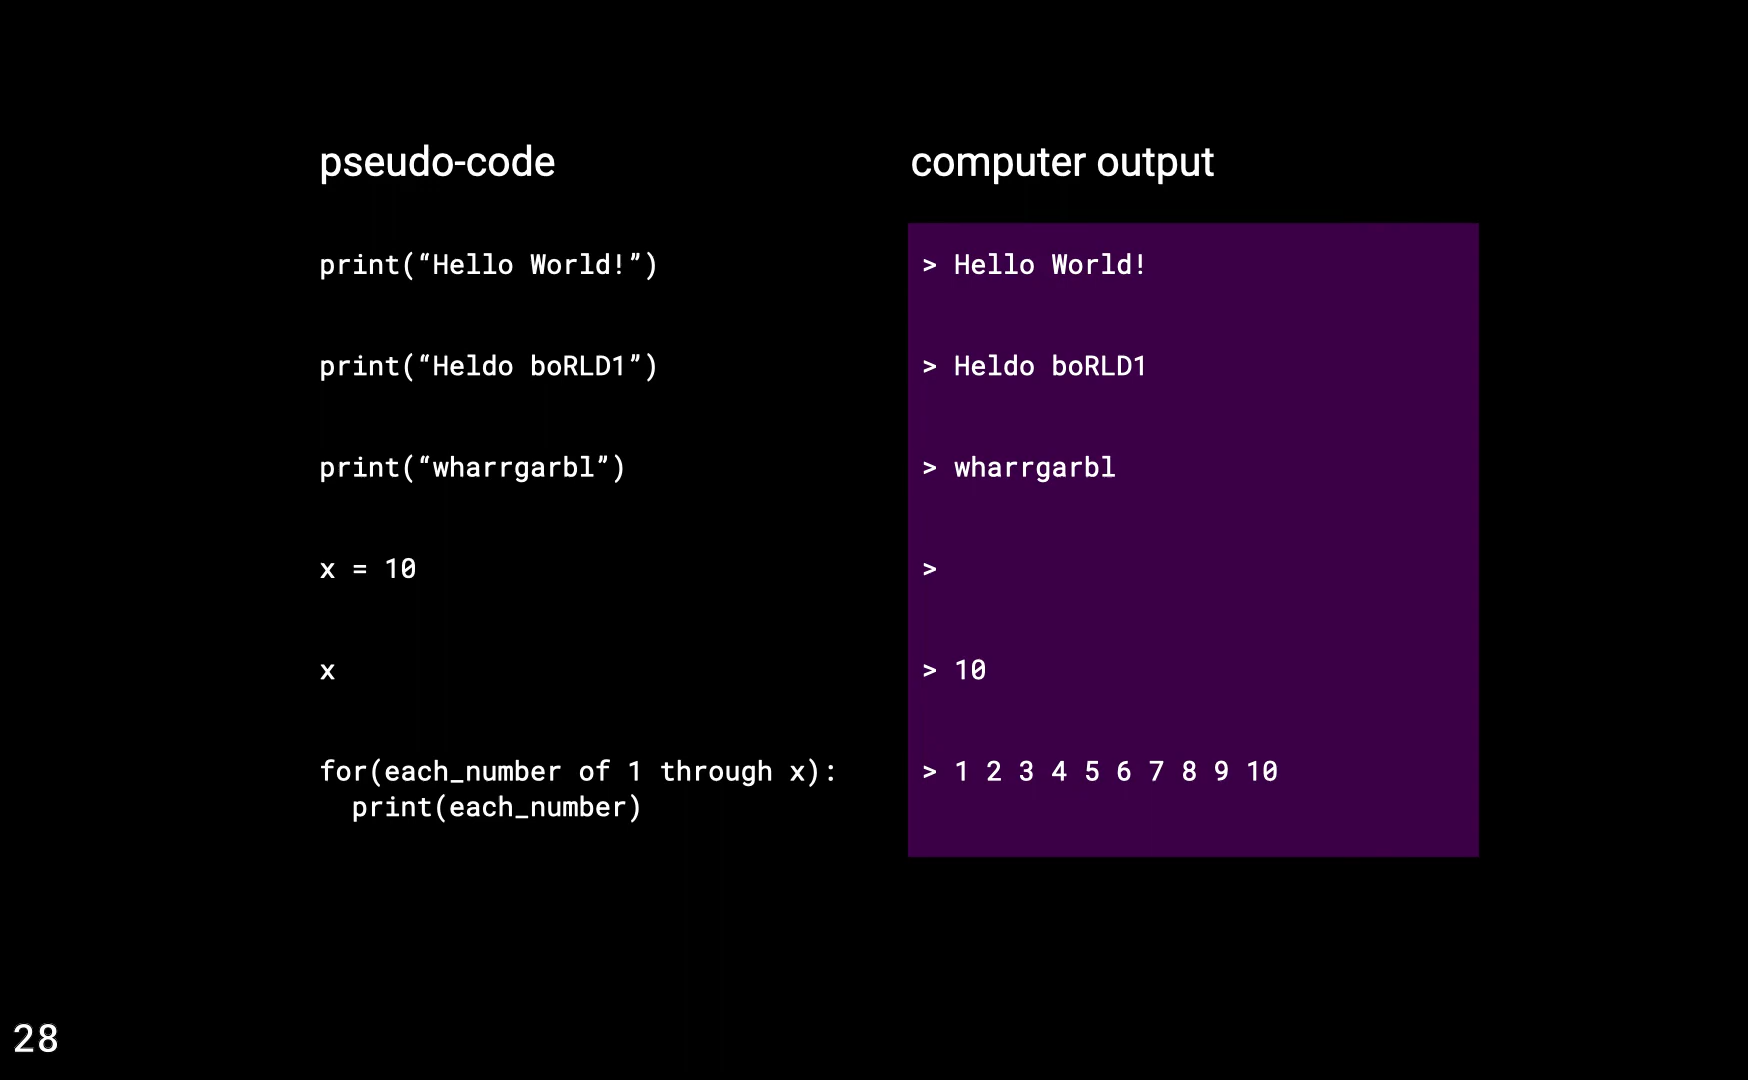 pseudo-code
computer output
print(“Hello World!”)
> Hello World!
print(“Heldo boRLD1”)
> Heldo boRLD1
print(“wharrgarbl”)
> wharrgarbl
x = 10
>
x
> 10
for(each_number of 1 through x):
> 1 2 3 4 5 6 7 8 9 10
  print(each_number)
28